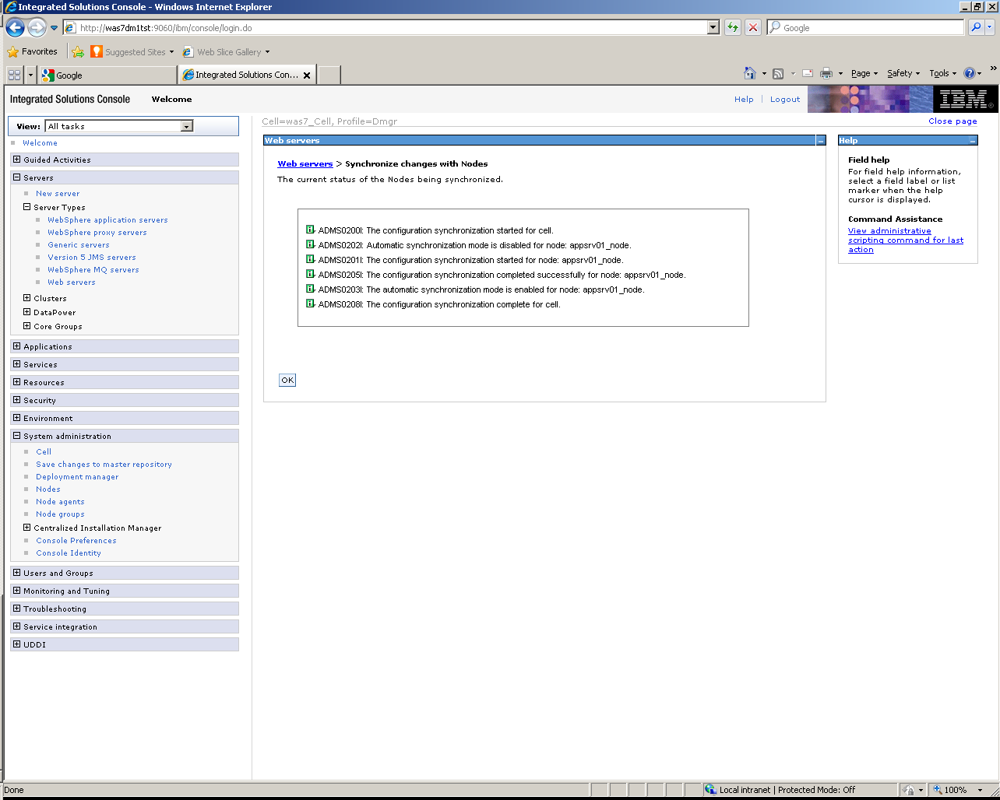 Integrated Solutions Console - Windows Internet Explorer
http://was7dm1tst:9060/ibm/console/login.do
Google
Favorites
Suggested Sites
Web Slice Gallery
Google
Integrated Solutions Con...
Page
Safety
Tools
Integrated Solutions Console
Welcome
Help
Logout
IBM
View:
All tasks
Cell=was7_Cell, Profile=Dmgr
Close page
Welcome
Guided Activities
Servers
New server
Server Types
WebSphere application servers
WebSphere proxy servers
Generic servers
Version 5 JMS servers
WebSphere MQ servers
Web servers
Clusters
DataPower
Core Groups
Applications
Services
Resources
Security
Environment
System administration
Cell
Save changes to master repository
Deployment manager
Nodes
Node agents
Node groups
Centralized Installation Manager
Console Preferences
Console Identity
Users and Groups
Monitoring and Tuning
Troubleshooting
Service integration
UDDI
Web servers
Web servers > Synchronize changes with Nodes
The current status of the Nodes being synchronized.
ADMS0200I: The configuration synchronization started for cell.
ADMS0202I: Automatic synchronization mode is disabled for node: appsrv01_node.
ADMS0201I: The configuration synchronization started for node: appsrv01_node.
ADMS0205I: The configuration synchronization completed successfully for node: appsrv01_node.
ADMS0203I: The automatic synchronization mode is enabled for node: appsrv01_node.
ADMS0208I: The configuration synchronization complete for cell.
OK
Help
Field help
For field help information,
select a field label or list
marker when the help
cursor is displayed.
Command Assistance
View administrative
scripting command for last
action
Done
Local intranet | Protected Mode: Off
100%